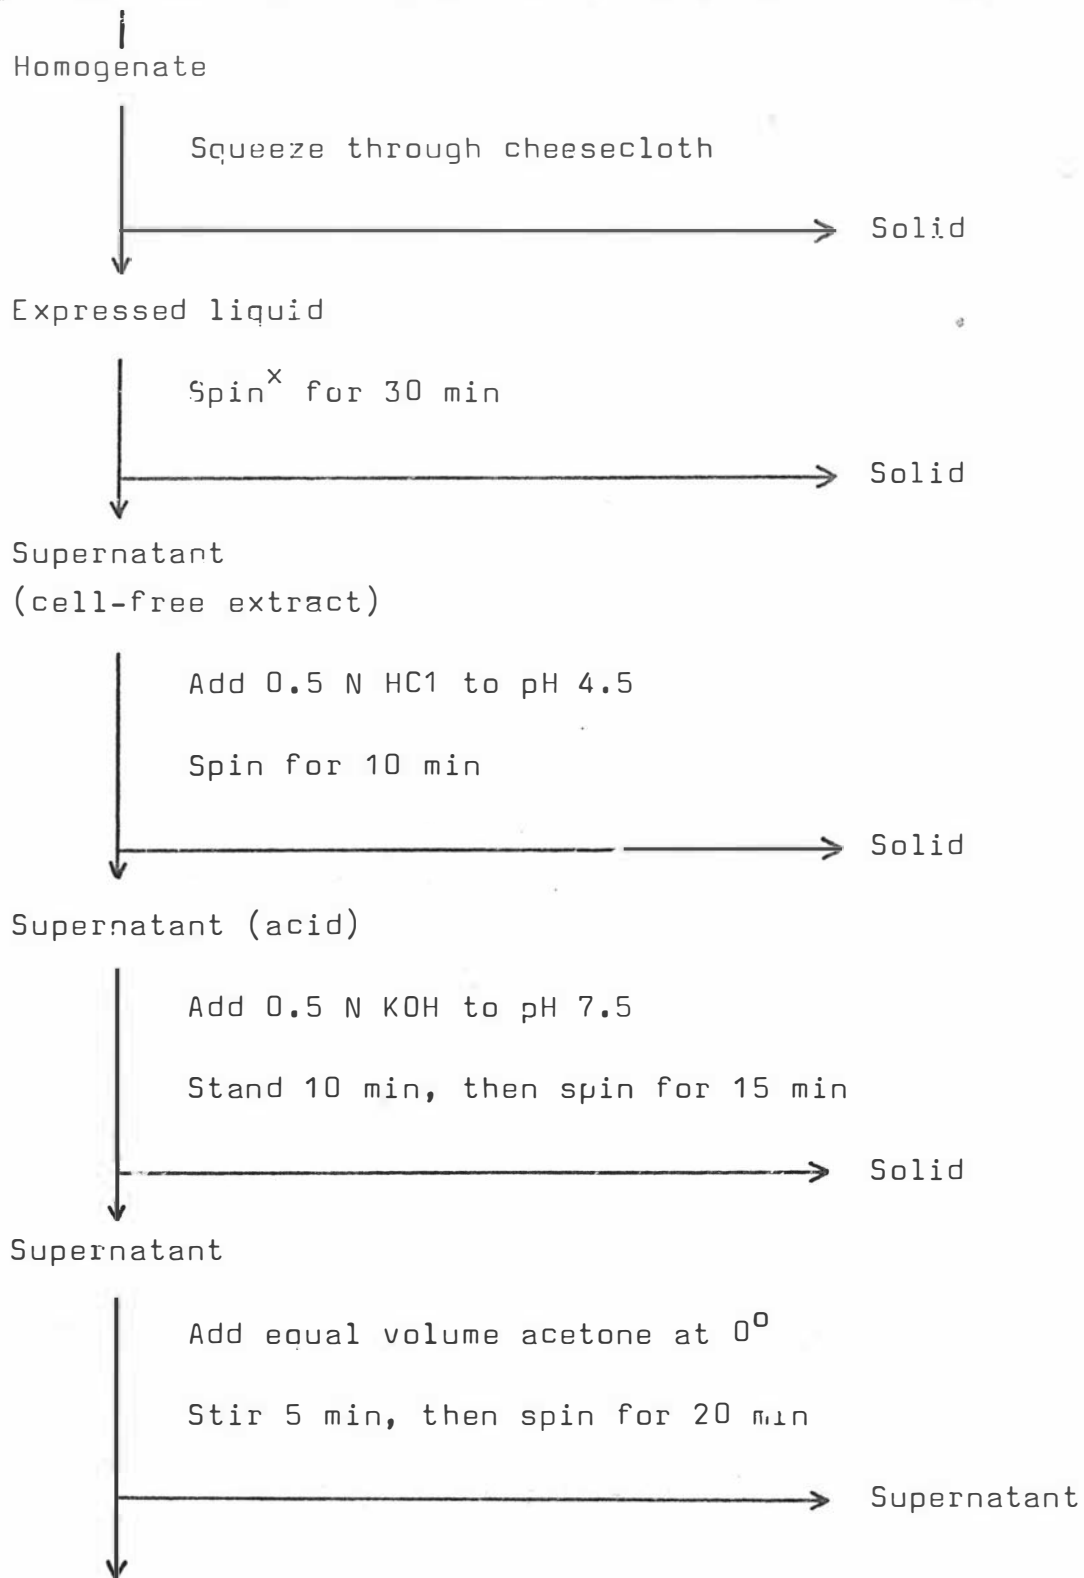 Homogenate
Squeeze through cheesecloth
Solid
Expressed liquid
Spinˣ for 30 min
Solid
Supernatant
(cell-free extract)
Add 0.5 N HC1 to pH 4.5
Spin for 10 min
Solid
Supernatant (acid)
Add 0.5 N KOH to pH 7.5
Stand 10 min, then spin for 15 min
Solid
Supernatant
Add equal volume acetone at 0⁰
Stir 5 min, then spin for 20 min
Supernatant